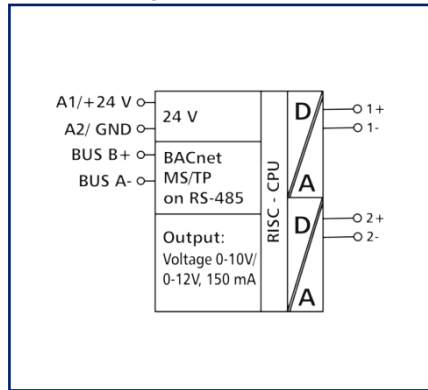 A1/+24 V
A2/ GND
BUS B+
BUS A-
24 V
BACnet
MS/TP
on RS-485
Output:
Voltage 0-10V/
0-12V, 150 mA
RISC - CPU
D
A
D
A
1+
1-
2+
2-